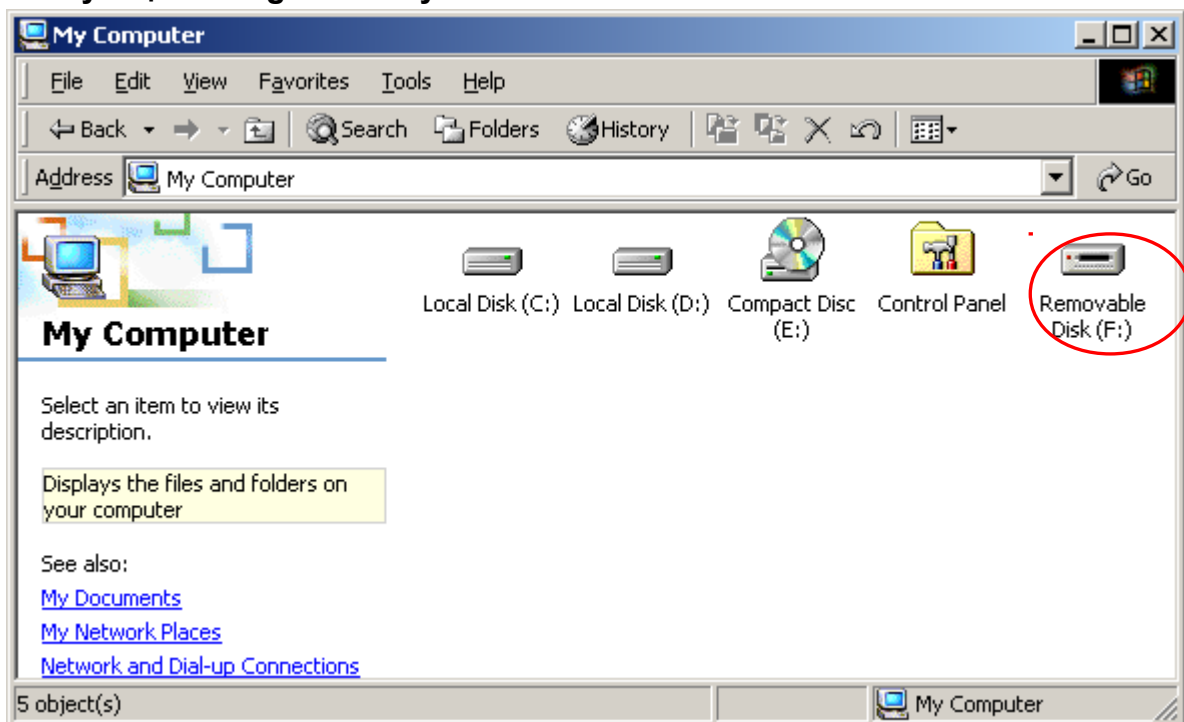 My Computer
File Edit View Favorites Tools Help
Back Search Folders History
Address My Computer Go
Local Disk (C:) Local Disk (D:) Compact Disc (E:) Control Panel Removable Disk (F:)
My Computer
Select an item to view its
description.
Displays the files and folders on
your computer
See also:
My Documents
My Network Places
Network and Dial-up Connections
5 object(s) My Computer